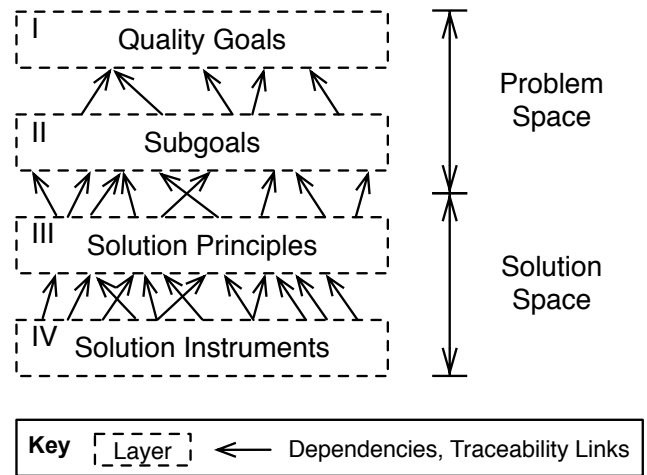 I
Quality Goals
II
Subgoals
III
Solution Principles
IV
Solution Instruments
Problem
Space
Solution
Space
Key Layer Dependencies, Traceability Links